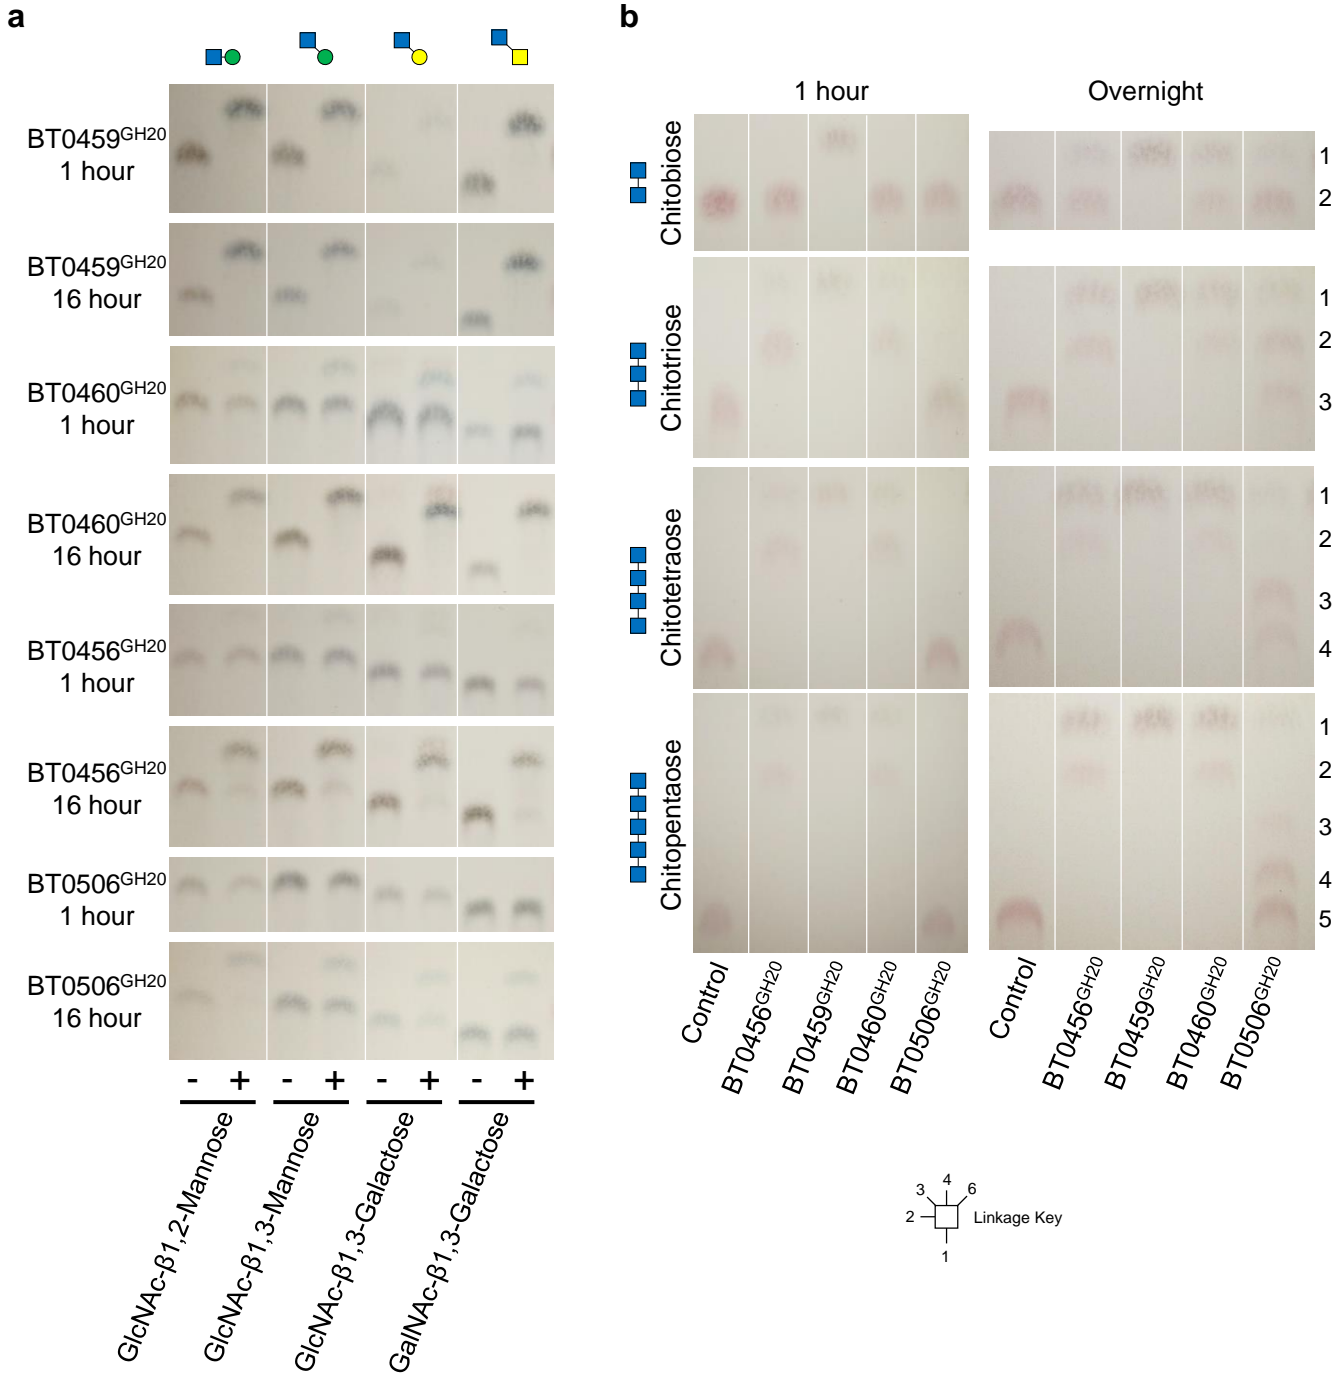 a
BT0459GH20
1 hour
BT0459GH20
16 hour
BT0460GH20
1 hour
BT0460GH20
16 hour
BT0456GH20
1 hour
BT0456GH20
16 hour
BT0506GH20
1 hour
BT0506GH20
16 hour
- + - + - + - +
GlcNAc-β1,2-Mannose
GlcNAc-β1,3-Mannose
GlcNAc-β1,3-Galactose
GalNAc-β1,3-Galactose
b
1 hour Overnight
Chitobiose
1
2
Chitotriose
1
2
3
Chitotetraose
1
2
3
4
Chitopentaose
1
2
3
4
5
Control
BT0456GH20
BT0459GH20
BT0460GH20
BT0506GH20
Control
BT0456GH20
BT0459GH20
BT0460GH20
BT0506GH20
3 4 6
2 Linkage Key
1